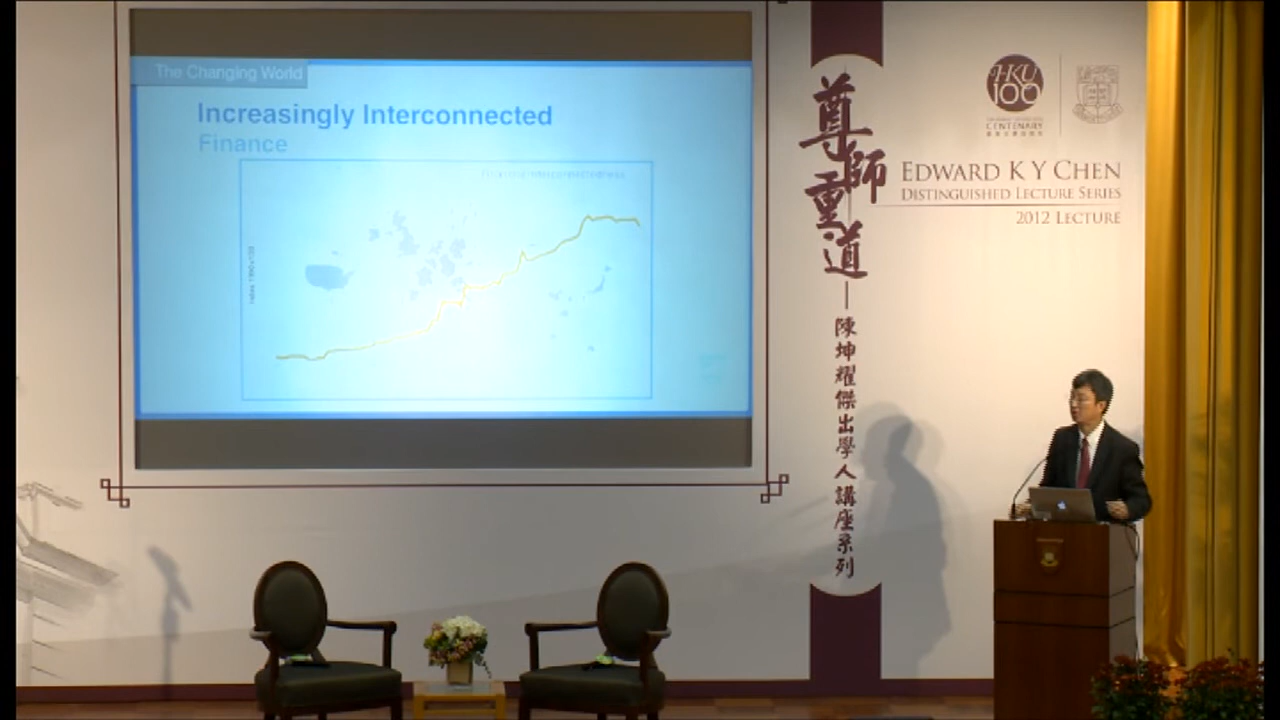 The Changing World
Increasingly Interconnected
Finance
尊師重道
陳坤耀傑出學人講座系列
HKU
100
CENTENARY
EDWARD K Y CHEN
DISTINGUISHED LECTURE SERIES
2012 LECTURE